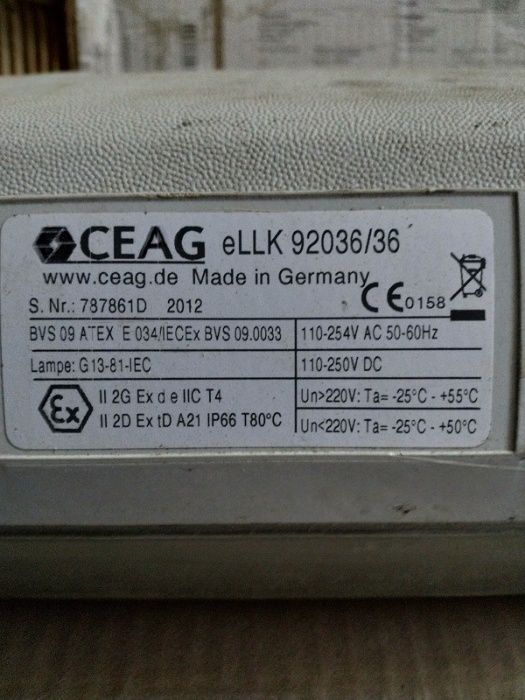 CEAG eLLK 92036/36
www.ceag.de Made in Germany
S. Nr.: 787861D 2012
CE0158
BVS 09 ATEX E 034/IECEx BVS 09.0033
110-254V AC 50-60Hz
Lampe: G13-81-IEC
110-250V DC
Ex
II 2G Ex d e IIC T4
II 2D Ex tD A21 IP66 T80°C
Un>220V: Ta= -25°C - +55°C
Un<220V: Ta= -25°C - +50°C